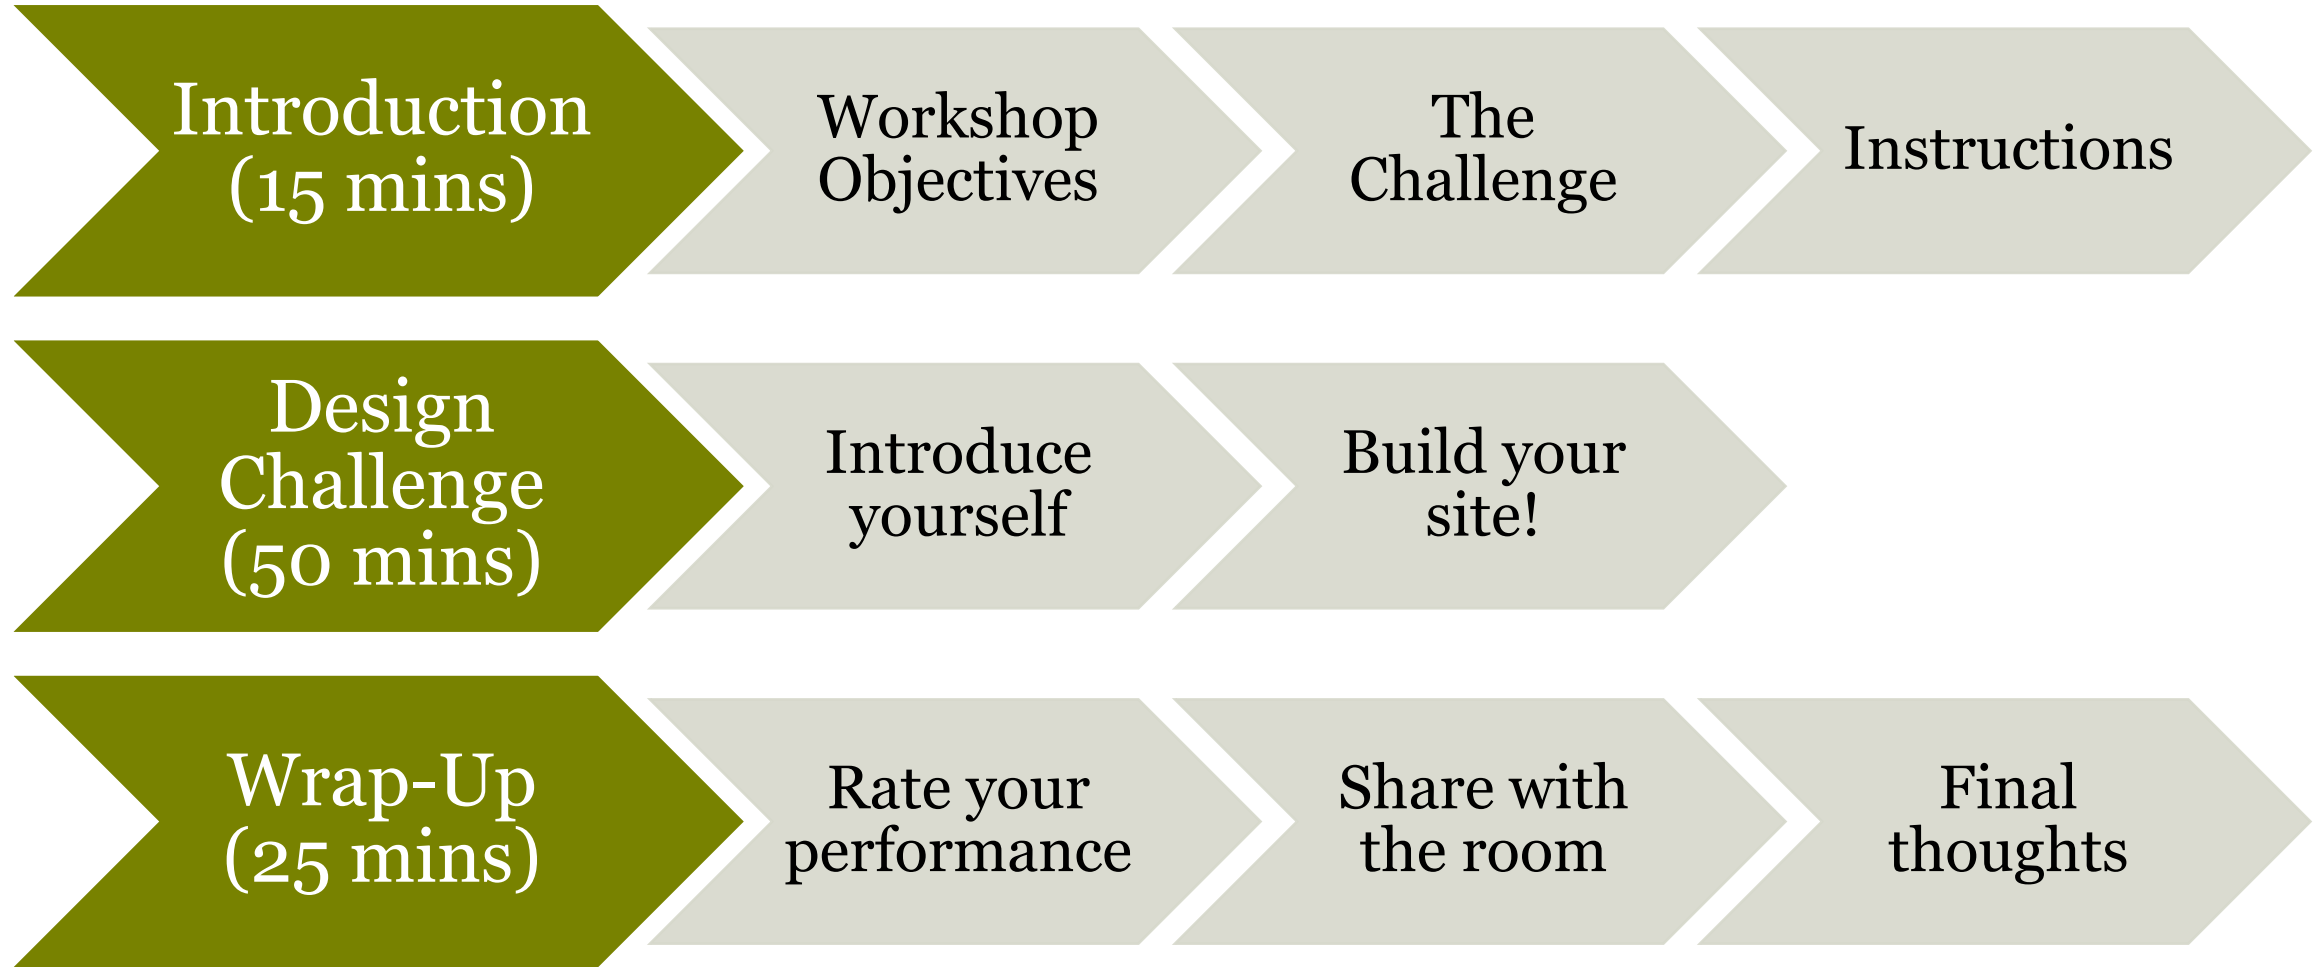 Introduction
(15 mins)
Workshop
Objectives
The
Challenge
Instructions
Design
Challenge
(50 mins)
Introduce
yourself
Build your
site!
Wrap-Up
(25 mins)
Rate your
performance
Share with
the room
Final
thoughts